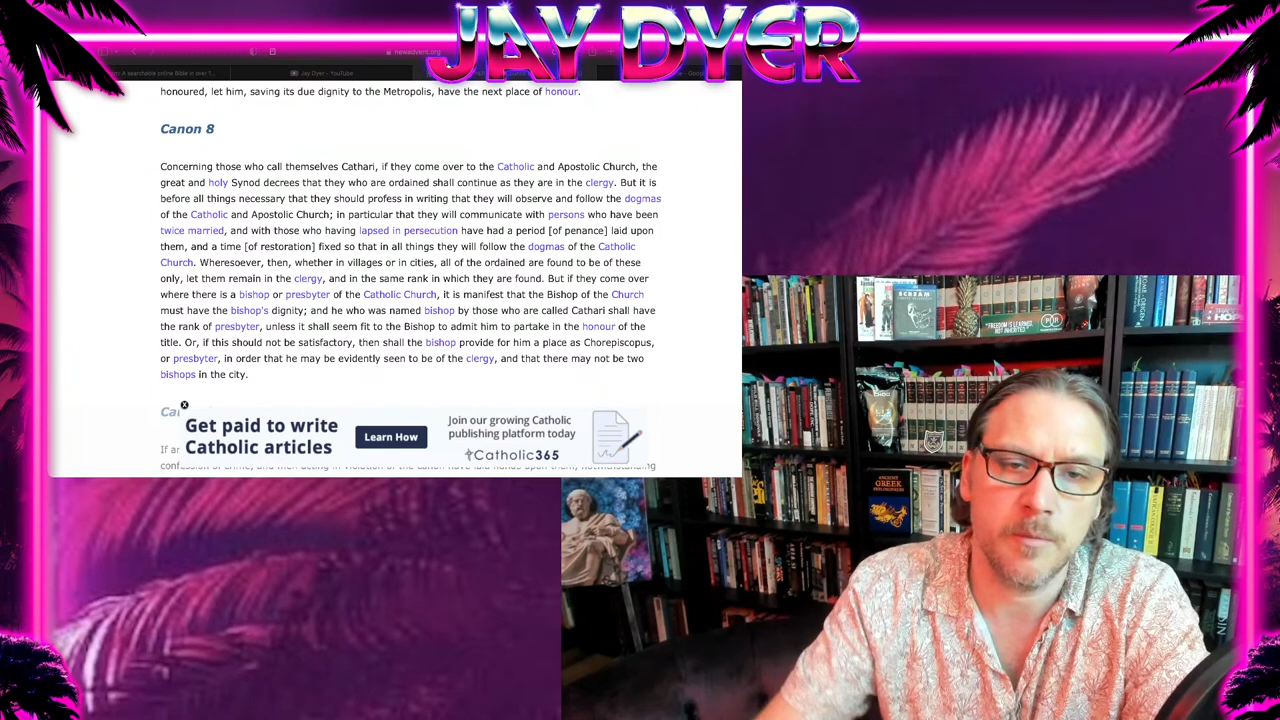 JAY DYER
newadvent.org
Jay Dyer - YouTube
honoured, let him, saving its due dignity to the Metropolis, have the next place of honour.
Canon 8
Concerning those who call themselves Cathari, if they come over to the Catholic and Apostolic Church, the
great and holy Synod decrees that they who are ordained shall continue as they are in the clergy. But it is
before all things necessary that they should profess in writing that they will observe and follow the dogmas
of the Catholic and Apostolic Church; in particular that they will communicate with persons who have been
twice married, and with those who having lapsed in persecution have had a period [of penance] laid upon
them, and a time [of restoration] fixed so that in all things they will follow the dogmas of the Catholic
Church. Wheresoever, then, whether in villages or in cities, all of the ordained are found to be of these
only, let them remain in the clergy, and in the same rank in which they are found. But if they come over
where there is a bishop or presbyter of the Catholic Church, it is manifest that the Bishop of the Church
must have the bishop's dignity; and he who was named bishop by those who are called Cathari shall have
the rank of presbyter, unless it shall seem fit to the Bishop to admit him to partake in the honour of the
title. Or, if this should not be satisfactory, then shall the bishop provide for him a place as Chorepiscopus,
or presbyter, in order that he may be evidently seen to be of the clergy, and that there may not be two
bishops in the city.
Get paid to write
Catholic articles
Learn How
Join our growing Catholic
publishing platform today
Catholic365
SCREAM
"FREEDOM IS LEARNED,
NOT INHERITED."
ANCIENT
GREEK
PHILOSOPHERS